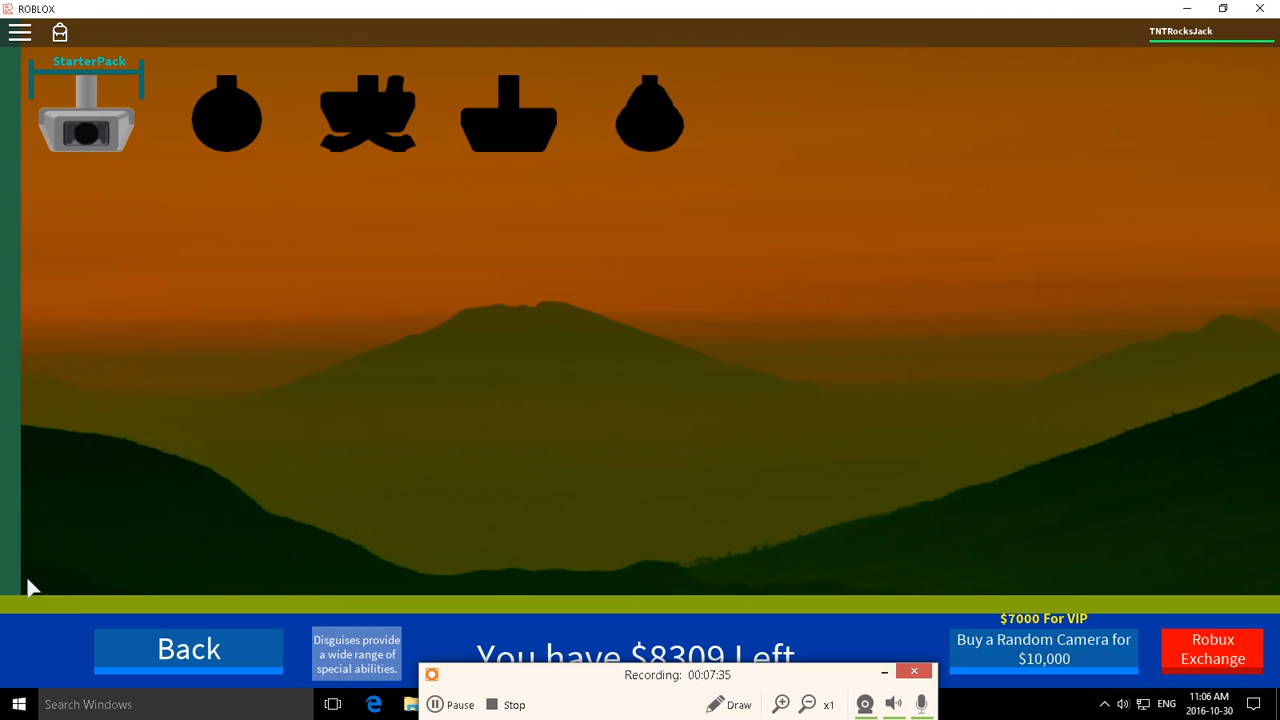 ROBLOX
TNTRocksJack
StarterPack
$7000 For VIP
Back
Disguises provide
a wide range of
special abilities.
You have $8309 Left
Buy a Random Camera for
$10,000
Robux
Exchange
Recording: 00:07:35
Pause
Stop
Draw
x1
Search Windows
ENG
11:06 AM
2016-10-30